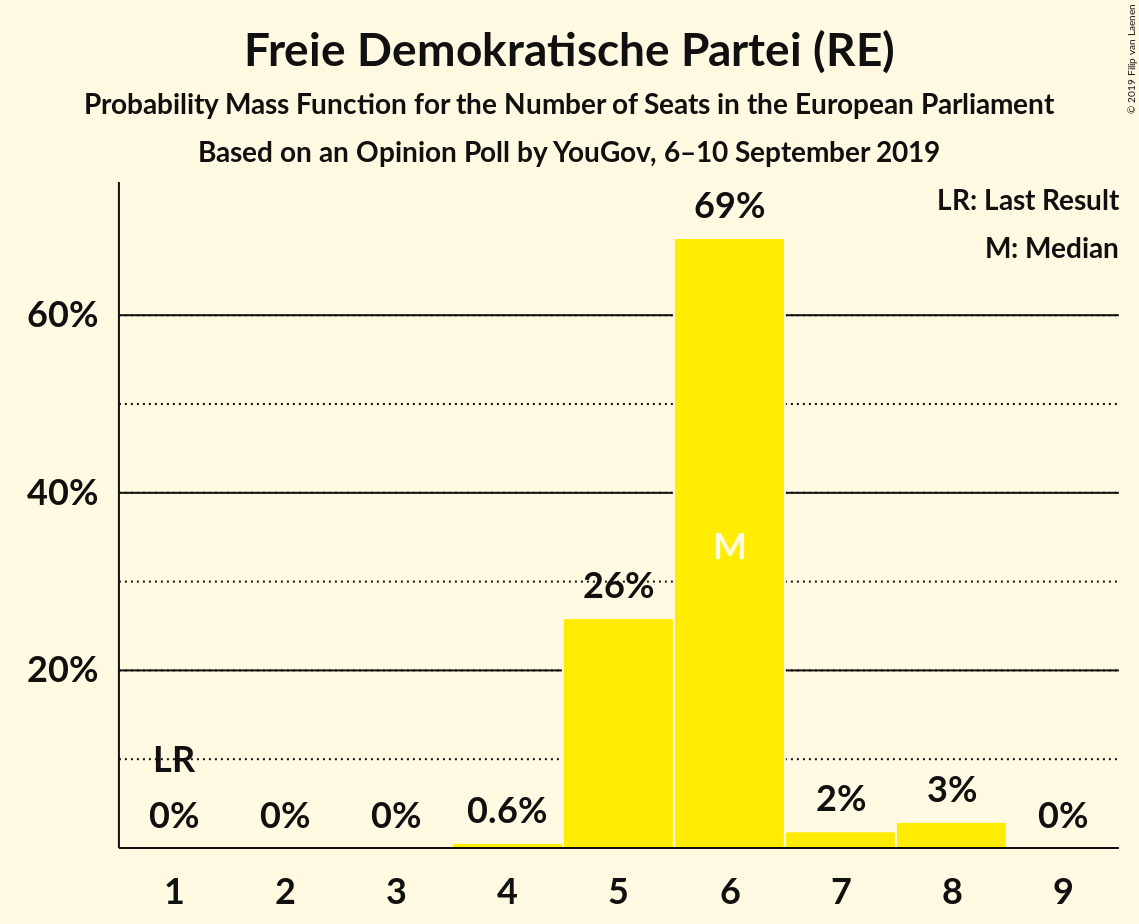 Freie Demokratische Partei (RE)
Probability Mass Function for the Number of Seats in the European Parliament
Based on an Opinion Poll by YouGov, 6–10 September 2019
© 2019 Filip van Laenen
LR: Last Result
M: Median
69%
60%
40%
M
26%
20%
LR
0%
0%
0%
0.6%
2%
3%
0%
1
2
3
4
5
6
7
8
9